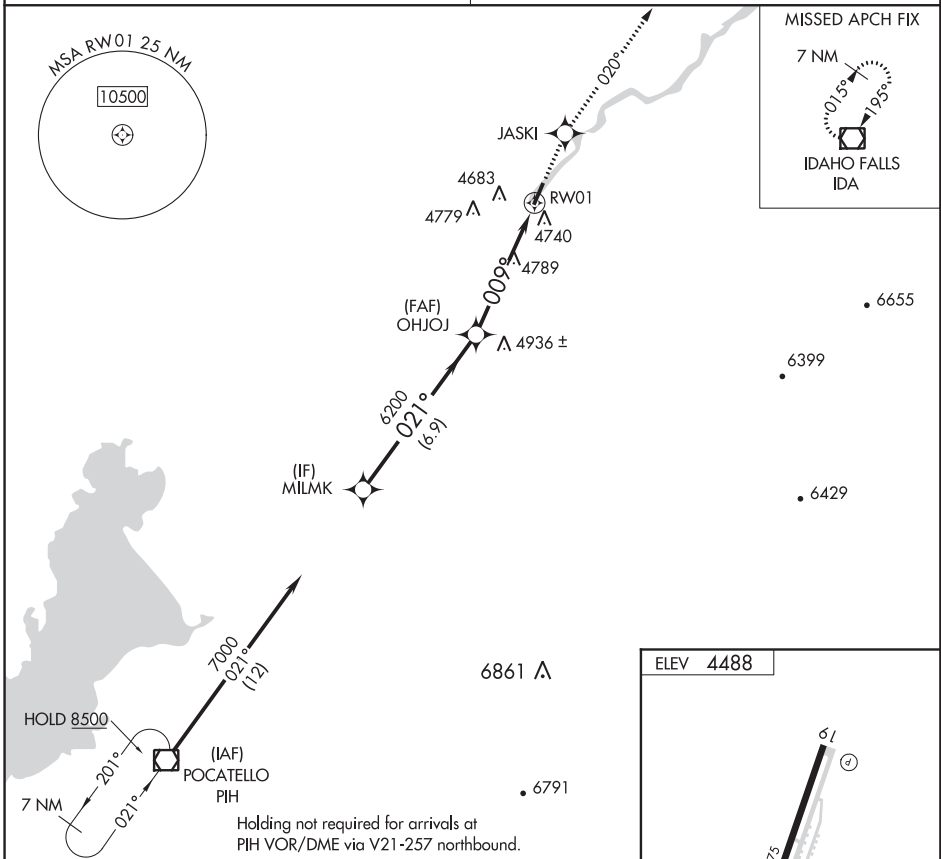 MSA RW01 25 NM
10500
MISSED APCH FIX
7 NM
015°
195°
IDAHO FALLS
IDA
020°
JASKI
4683
4779
RW01
4740
4789
009°
(FAF)
OHJOJ
4936 ±
6655
6399
6200
021°
(6.9)
(IF)
MILMK
6429
7000
021°
(12)
6861
HOLD 8500
201°
021°
7 NM
(IAF)
POCATELLO
PIH
6791
Holding not required for arrivals at
PIH VOR/DME via V21-257 northbound.
ELEV 4488
19
P
75